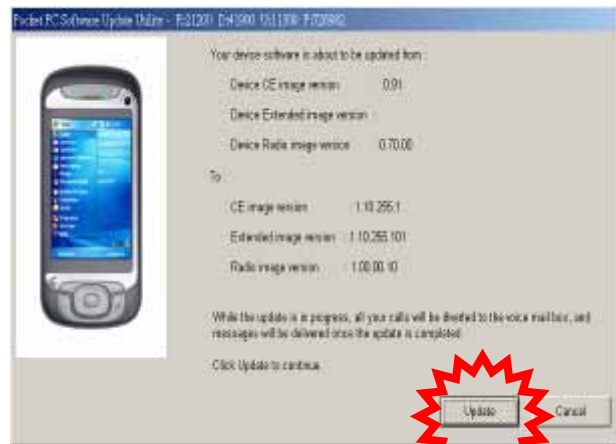 Pocket PC Software Update Utility -
Your device software is about to be updated from :
Device CE image version : 0.91
Device Extended image version :
Device Radio image version : 0.70.00
To :
CE image version : 1.10.255.1
Extended image version : 1.10.255.101
Radio image version : 1.00.00.10
While the update is in progress, all your calls will be diverted to the voice mail box, and
messages will be delivered once the update is completed.
Click Update to continue.
Update
Cancel